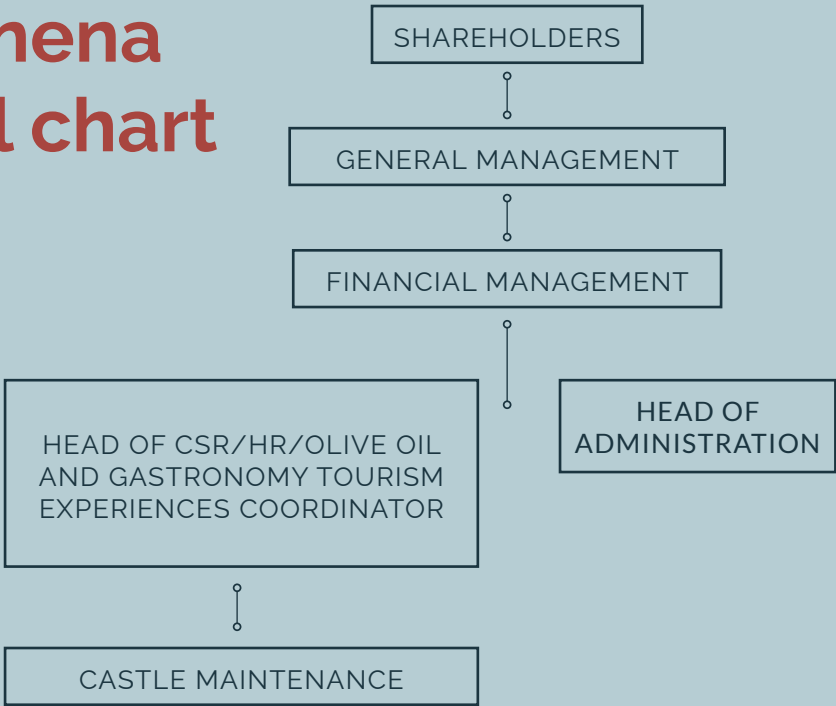 mena
l chart
SHAREHOLDERS
GENERAL MANAGEMENT
FINANCIAL MANAGEMENT
HEAD OF CSR/HR/OLIVE OIL
AND GASTRONOMY TOURISM
EXPERIENCES COORDINATOR
HEAD OF
ADMINISTRATION
CASTLE MAINTENANCE